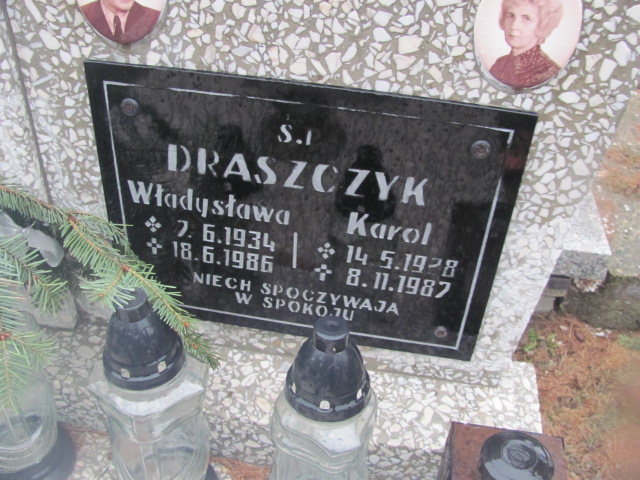 Ś.P
DRASZCZYK
Władysława Karol
7.6.1934 14.5.1928
18.6.1986 8.11.1987
NIECH SPOCZYWAJĄ
W SPOKOJU